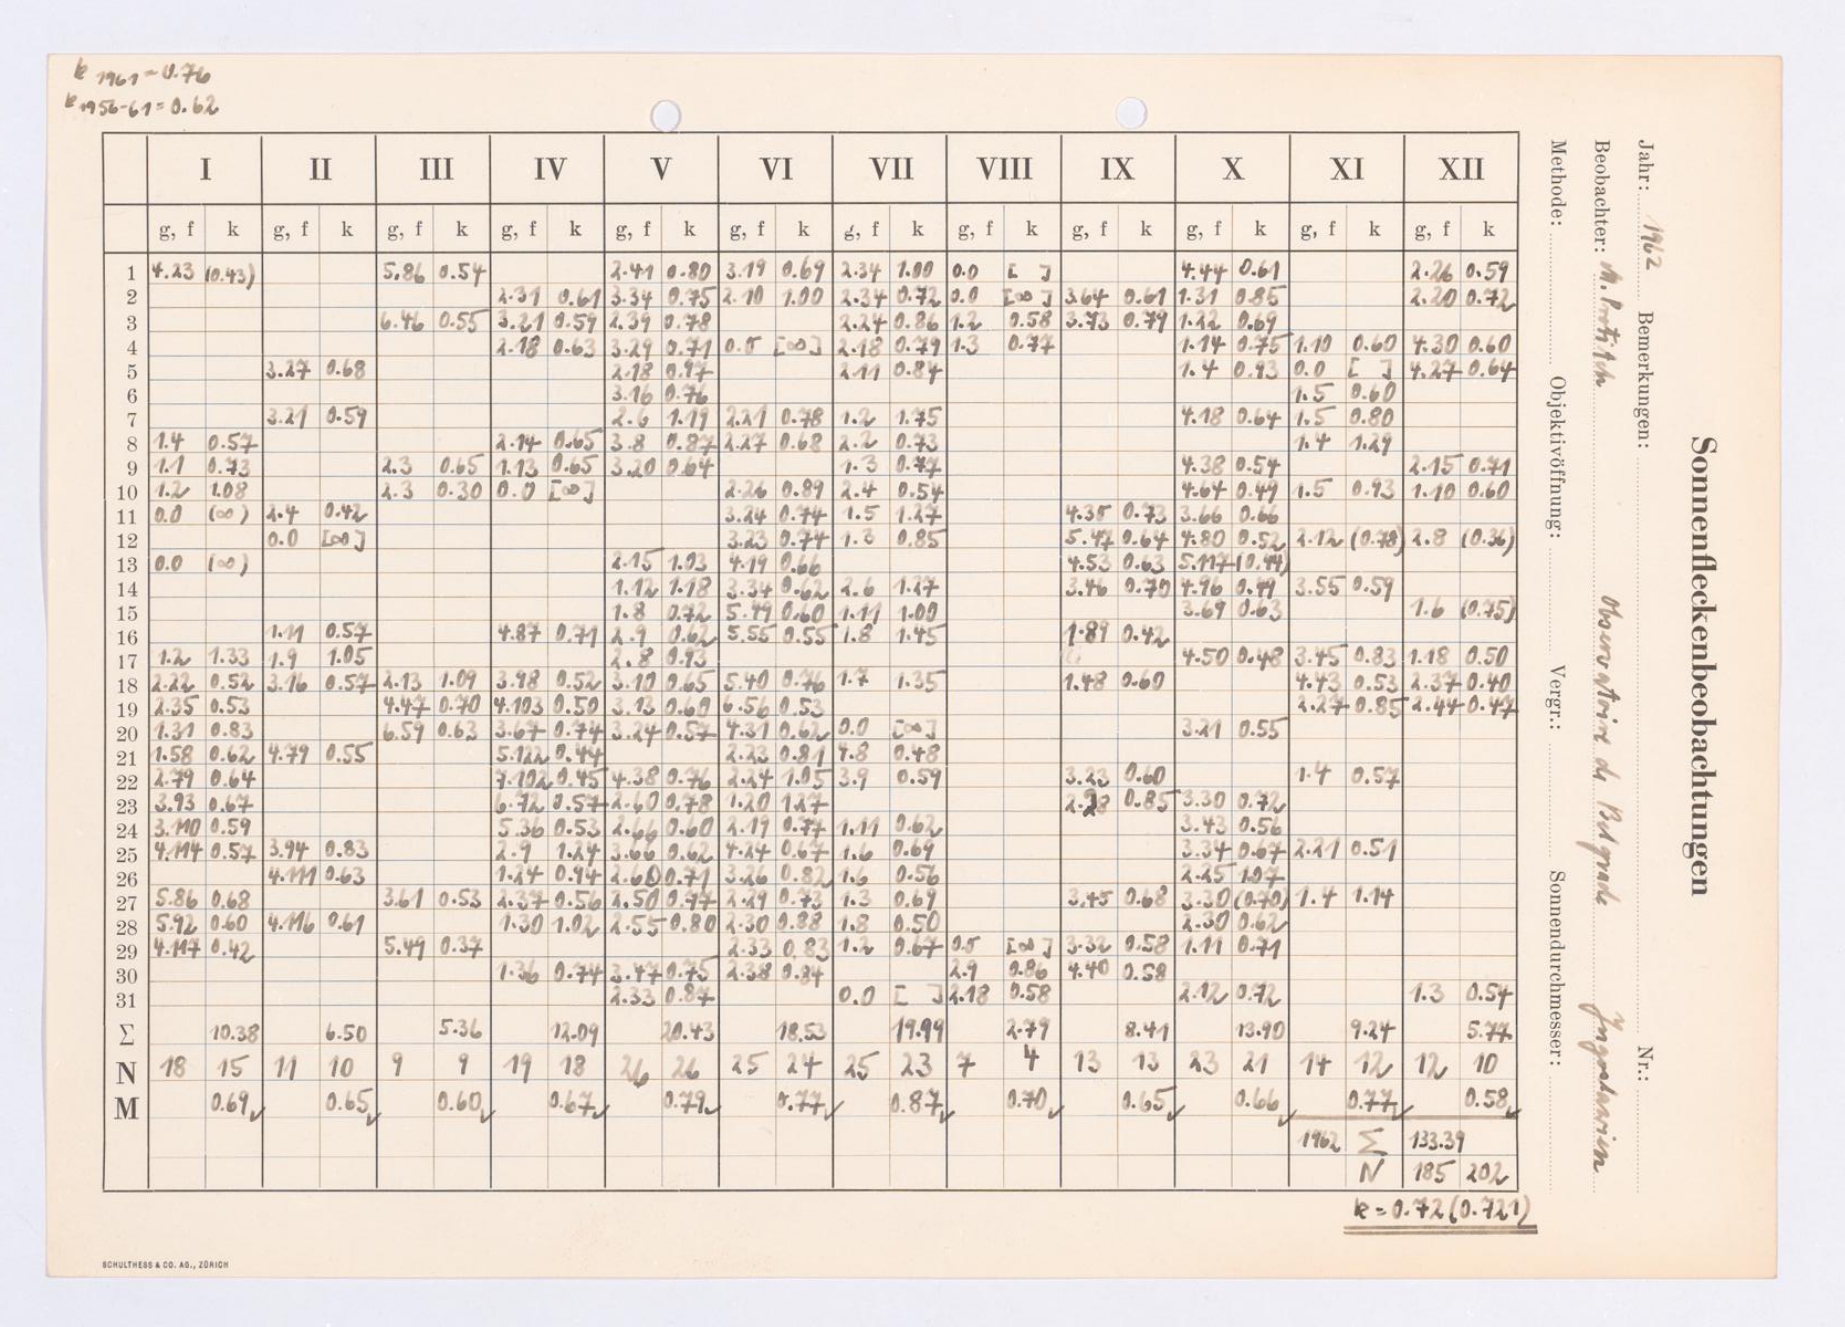 k 1961 = 0.76
k 1956-61 = 0.62
I II III IV V VI VII VIII IX X XI XII
g, f k g, f k g, f k g, f k g, f k g, f k g, f k g, f k g, f k g, f k g, f k g, f k
1 4.23 (0.43) 5.86 0.54 2.41 0.80 3.19 0.69 2.34 1.00 0.0 [ ] 4.44 0.61 2.26 0.59
2 2.31 0.61 3.34 0.75 2.10 1.00 2.34 0.72 0.0 [∞] 3.64 0.61 1.31 0.85 2.20 0.72
3 6.46 0.55 3.21 0.59 2.39 0.78 2.24 0.86 1.2 0.58 3.73 0.79 1.22 0.69
4 2.18 0.63 3.29 0.71 0.0 [∞] 2.18 0.79 1.3 0.77 1.14 0.75 1.10 0.60 4.30 0.60
5 3.27 0.68 2.18 0.97 2.11 0.84 1.4 0.93 0.0 [ ] 4.27 0.64
6 3.16 0.76 1.5 0.60
7 3.21 0.59 2.6 1.19 2.21 0.78 1.2 1.75 4.18 0.64 1.5 0.80
8 1.4 0.57 2.14 0.65 3.8 0.87 2.27 0.68 2.2 0.73 1.4 1.29
9 1.1 0.73 2.3 0.65 1.13 0.65 3.20 0.64 1.3 0.77 4.38 0.54 2.15 0.71
10 1.2 1.08 2.3 0.30 0.0 [∞] 2.26 0.89 2.4 0.54 4.64 0.49 1.5 0.93 1.10 0.60
11 0.0 (∞) 2.4 0.42 3.24 0.74 1.5 1.27 4.35 0.73 3.66 0.66
12 0.0 [∞] 3.23 0.74 1.3 0.85 5.47 0.64 4.80 0.52 2.12 (0.78) 2.8 (0.36)
13 0.0 (∞) 2.15 1.03 4.19 0.66 4.53 0.63 5.117 (0.44)
14 1.12 1.18 3.34 0.62 2.6 1.27 3.46 0.70 4.96 0.49 3.55 0.59
15 1.8 0.72 5.49 0.60 1.11 1.00 3.69 0.63 1.6 (0.75)
16 1.11 0.57 4.87 0.71 2.9 0.62 5.55 0.55 1.8 1.45 1.89 0.42
17 1.2 1.33 1.9 1.05 2.8 0.93 4.50 0.48 3.45 0.83 1.18 0.50
18 2.22 0.52 3.16 0.57 2.13 1.09 3.98 0.52 3.10 0.65 5.40 0.76 1.7 1.35 1.48 0.60 4.43 0.53 2.37 0.40
19 2.35 0.53 4.47 0.70 4.103 0.50 3.13 0.60 6.56 0.53 2.27 0.85 2.44 0.47
20 1.31 0.83 6.59 0.63 3.67 0.74 3.24 0.57 4.31 0.62 0.0 [∞] 3.21 0.55
21 1.58 0.62 4.79 0.55 5.122 0.44 2.23 0.81 4.8 0.48
22 2.79 0.64 7.102 0.45 4.38 0.76 2.24 1.05 3.9 0.59 3.23 0.60 1.4 0.57
23 3.93 0.67 6.72 0.57 2.40 0.78 1.20 1.27 2.28 0.85 3.30 0.72
24 3.110 0.59 5.36 0.53 2.66 0.60 2.19 0.77 1.11 0.62 3.43 0.56
25 4.114 0.57 3.94 0.83 2.9 1.24 3.66 0.62 4.24 0.67 1.6 0.69 3.34 0.67 2.21 0.51
26 4.111 0.63 1.24 0.94 2.60 0.71 3.26 0.82 1.6 0.56 2.25 1.07
27 5.86 0.68 3.61 0.53 2.37 0.56 2.50 0.77 2.29 0.73 1.3 0.69 3.45 0.68 3.30 (0.70) 1.4 1.14
28 5.92 0.60 4.116 0.61 1.30 1.02 2.55 0.80 2.30 0.88 1.8 0.50 2.30 0.62
29 4.117 0.42 5.49 0.37 2.33 0.83 1.2 0.67 0.0 [∞] 3.32 0.58 1.11 0.71
30 1.36 0.74 3.47 0.75 2.38 0.84 2.9 0.86 4.40 0.58
31 2.33 0.87 0.0 [ ] 2.18 0.58 2.12 0.72 1.3 0.54
Σ 10.38 6.50 5.36 12.09 20.43 18.53 19.99 2.79 8.41 13.90 9.24 5.77
N 18 15 11 10 9 9 19 18 26 26 25 24 25 23 7 4 13 13 23 21 14 12 12 10
M 0.69✓ 0.65✓ 0.60✓ 0.67✓ 0.79✓ 0.77✓ 0.87✓ 0.70✓ 0.65✓ 0.66✓ 0.77✓ 0.58✓
1962 Σ 133.39
N 185 202
k = 0.72 (0.721)
SCHULTHESS & CO. AG., ZÜRICH
Sonnenfleckenbeobachtungen
Jahr: 1962 Bemerkungen: Nr.:
Beobachter: M. Protitch Observatoire de Belgrade
Methode: Objektivöffnung: Vergr.: Sonnendurchmesser: